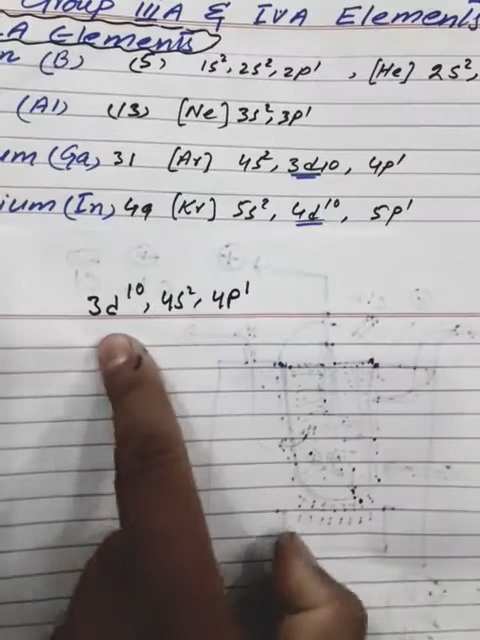 Group IIIA & IVA Elements
A Elements
(B) (5) 1s², 2s², 2p¹, [He] 2s²,
(Al) (13) [Ne] 3s², 3p¹
um (Ga) 31 [Ar] 4s², 3d10, 4p¹
ium (In) 49 [Kr] 5s², 4d¹⁰, 5p¹
3d¹⁰, 4s², 4p¹